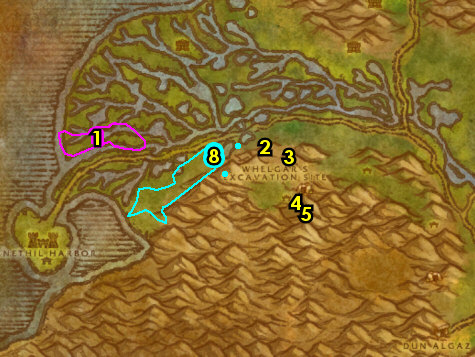 1
2
8
3
WHELGAR'S
EXCAVATION SITE
4
5
NETHIL HARBOR
DUN ALGAZ